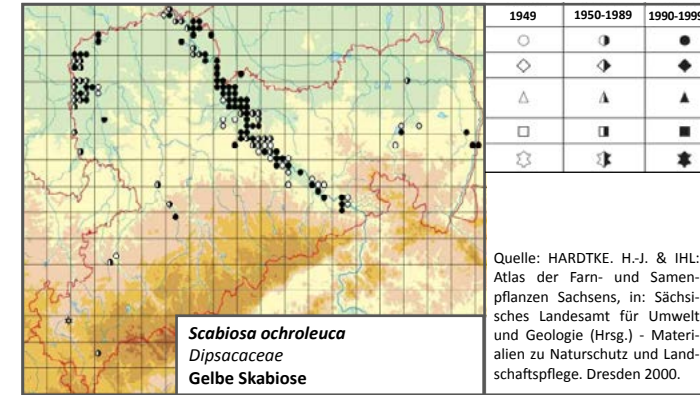 1949 1950-1989 1990-1999
Scabiosa ochroleuca
Dipsacaceae
Gelbe Skabiose
Quelle: HARDTKE. H.-J. & IHL:
Atlas der Farn- und Samen-
pflanzen Sachsens, in: Sächsi-
sches Landesamt für Umwelt
und Geologie (Hrsg.) - Materi-
alien zu Naturschutz und Land-
schaftspflege. Dresden 2000.